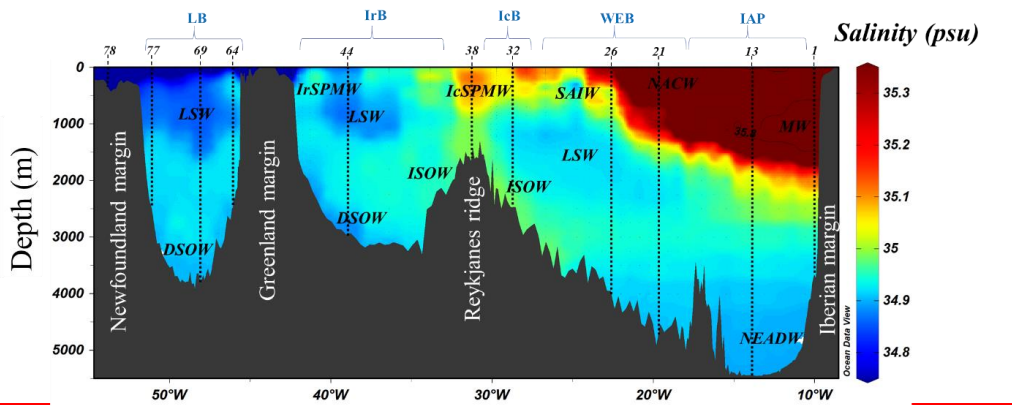 LB IrB IcB WEB IAP
Salinity (psu)
78 77 69 64 44 38 32 26 21 13 1
Depth (m)
0
1000
2000
3000
4000
5000
IrSPMW IcSPMW SAIW NACW
LSW LSW LSW MW
35.4
ISOW ISOW
DSOW DSOW
NEADW
Newfoundland margin
Greenland margin
Reykjanes ridge
Iberian margin
Ocean Data View
35.3
35.2
35.1
35
34.9
34.8
50°W 40°W 30°W 20°W 10°W